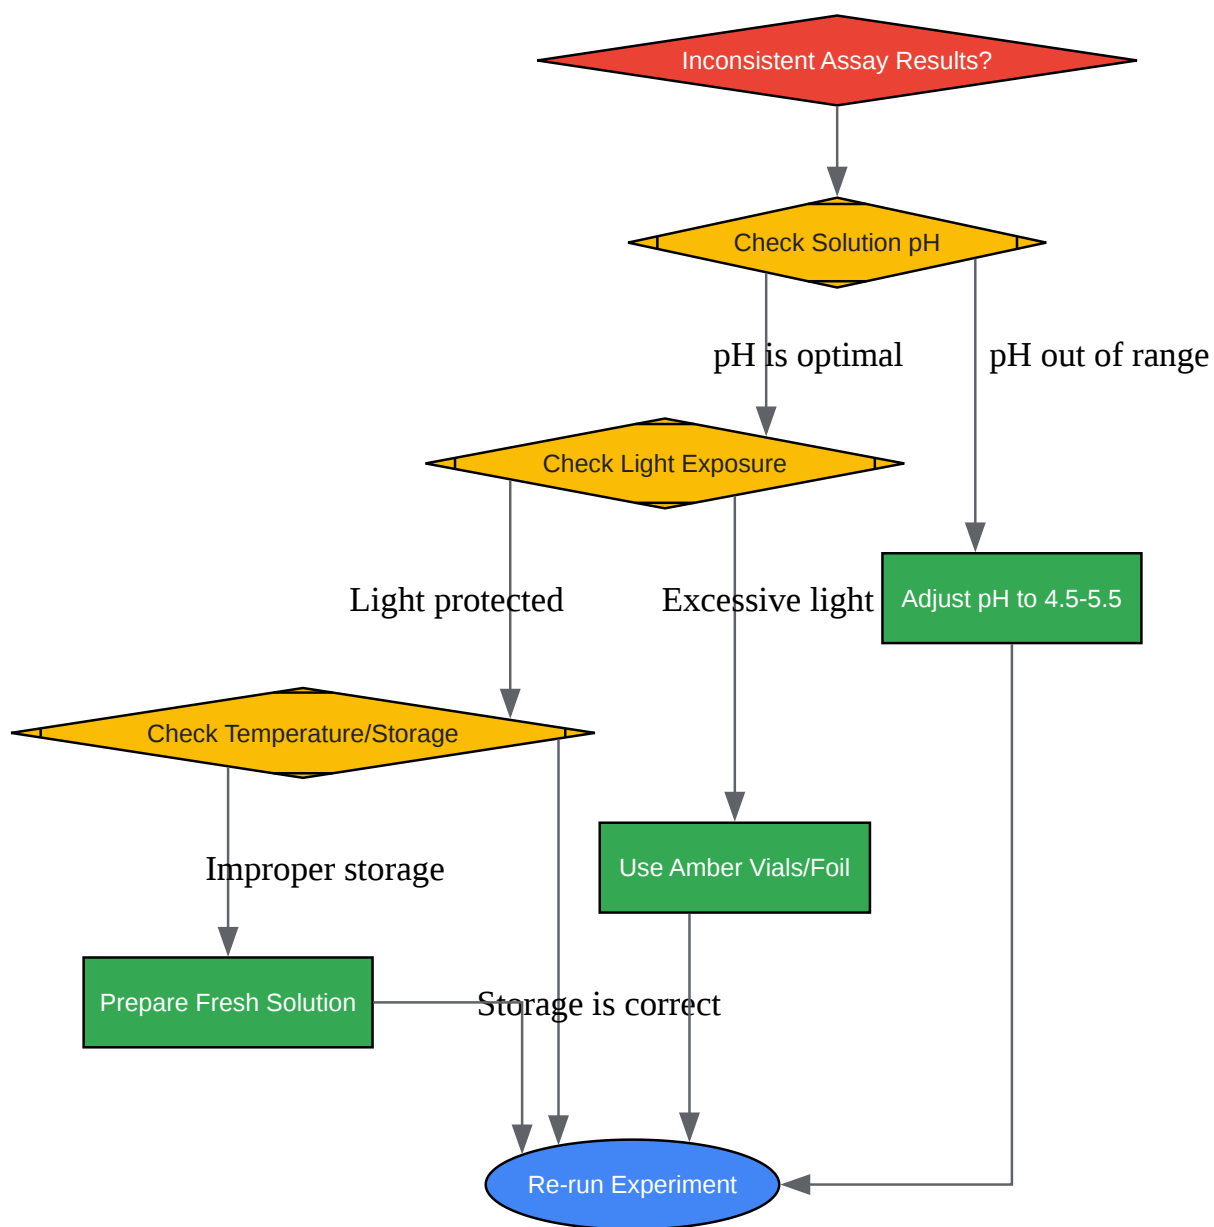 Inconsistent Assay Results?
Check Solution pH
pH is optimal
pH out of range
Check Light Exposure
Light protected
Excessive light
Adjust pH to 4.5-5.5
Check Temperature/Storage
Improper storage
Use Amber Vials/Foil
Prepare Fresh Solution
Storage is correct
Re-run Experiment